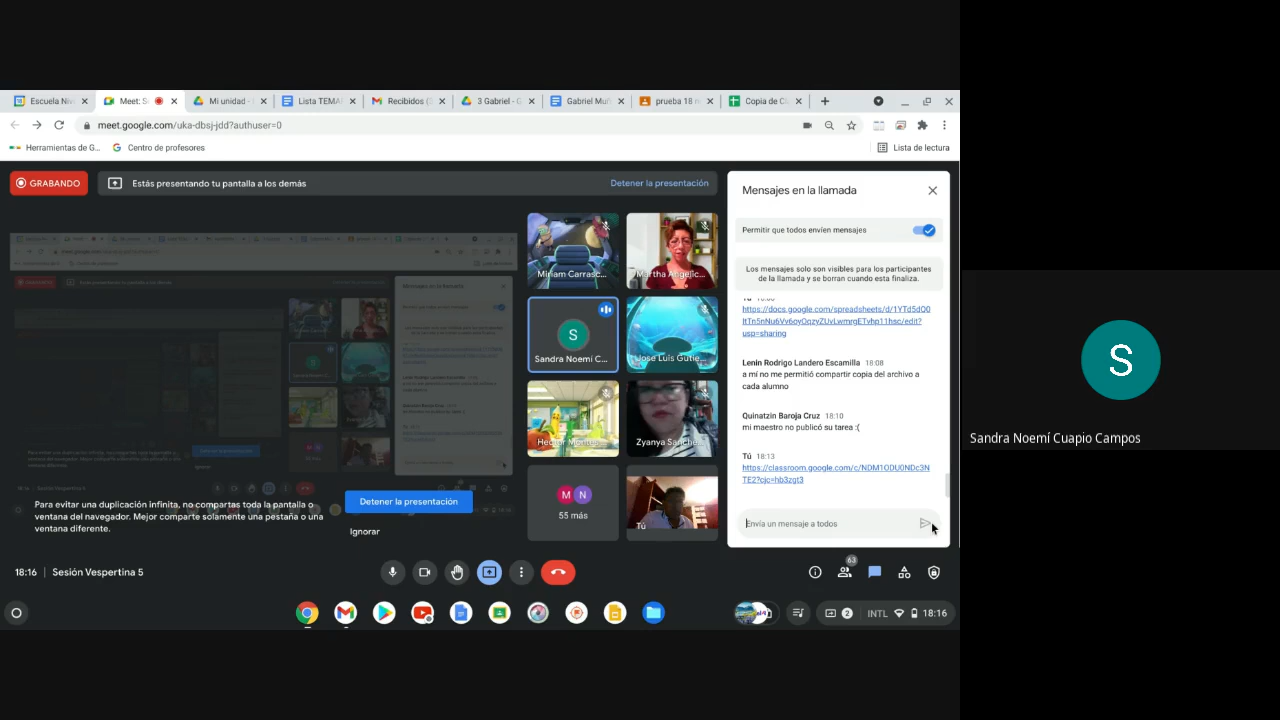 Escuela Niv
Meet: S
Mi unidad -
Lista TEMA
Recibidos (
3 Gabriel - G
Gabriel Muñ
prueba 18 n
Copia de C
meet.google.com/uka-dbsj-jdd?authuser=0
Herramientas de G...
Centro de profesores
Lista de lectura
GRABANDO
Estás presentando tu pantalla a los demás
Detener la presentación
Mensajes en la llamada
Permitir que todos envíen mensajes
Los mensajes solo son visibles para los participantes
de la llamada y se borran cuando esta finaliza.
https://docs.google.com/spreadsheets/d/1YTd5dQ0
ltTn5nNu6Vv6oyOqzyZUvLwmrgETvhp11hsc/edit?
usp=sharing
Lenin Rodrigo Landero Escamilla 18:08
a mí no me permitió compartir copia del archivo a
cada alumno
Quinatzin Baroja Cruz 18:10
mi maestro no publicó su tarea :(
Tú 18:13
https://classroom.google.com/c/NDM1ODU0NDc3N
TE2?cjc=hb3zgt3
Envía un mensaje a todos
Miriam Carrasc...
Martha Angelic...
S
Sandra Noemí C...
Jose Luis Gutie...
Hector Montes...
Zyanya Sanche...
M N
55 más
Tú
Para evitar una duplicación infinita, no compartas toda la pantalla o
ventana del navegador. Mejor comparte solamente una pestaña o una
ventana diferente.
Detener la presentación
Ignorar
18:16 | Sesión Vespertina 5
63
2
INTL
18:16
S
Sandra Noemí Cuapio Campos